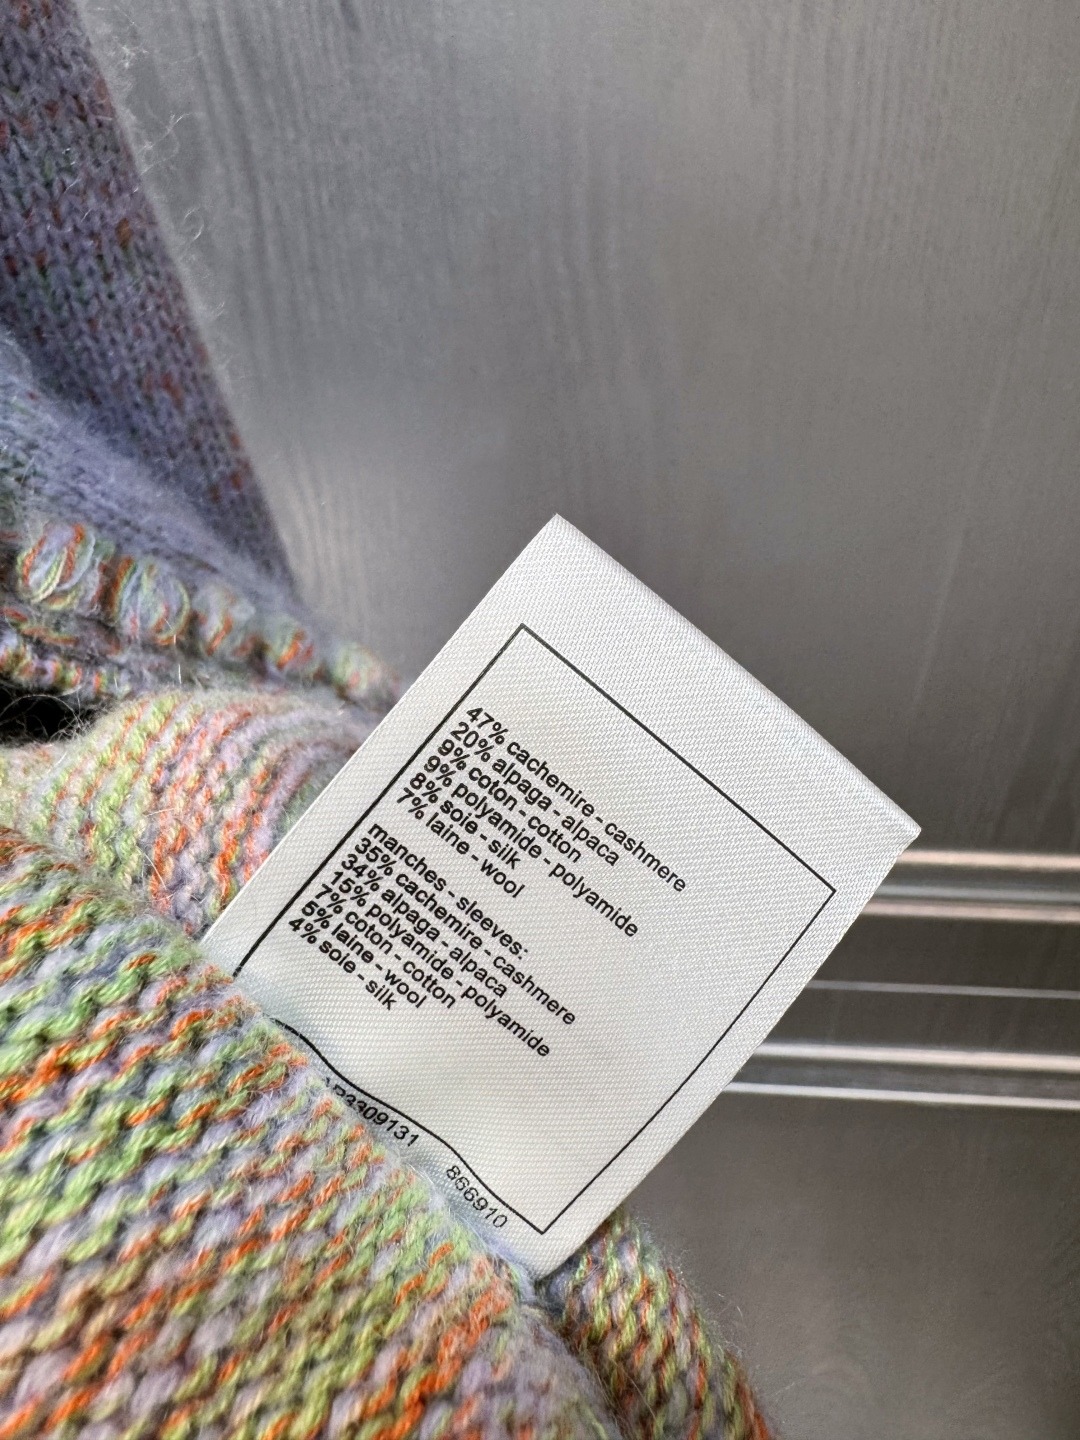 47% cachemire - cashmere
20% alpaga - alpaca
9% coton - cotton
9% polyamide - polyamide
8% soie - silk
7% laine - wool
manches - sleeves:
35% cachemire - cashmere
34% alpaga - alpaca
15% polyamide - polyamide
7% coton - cotton
5% laine - wool
4% soie - silk
866910